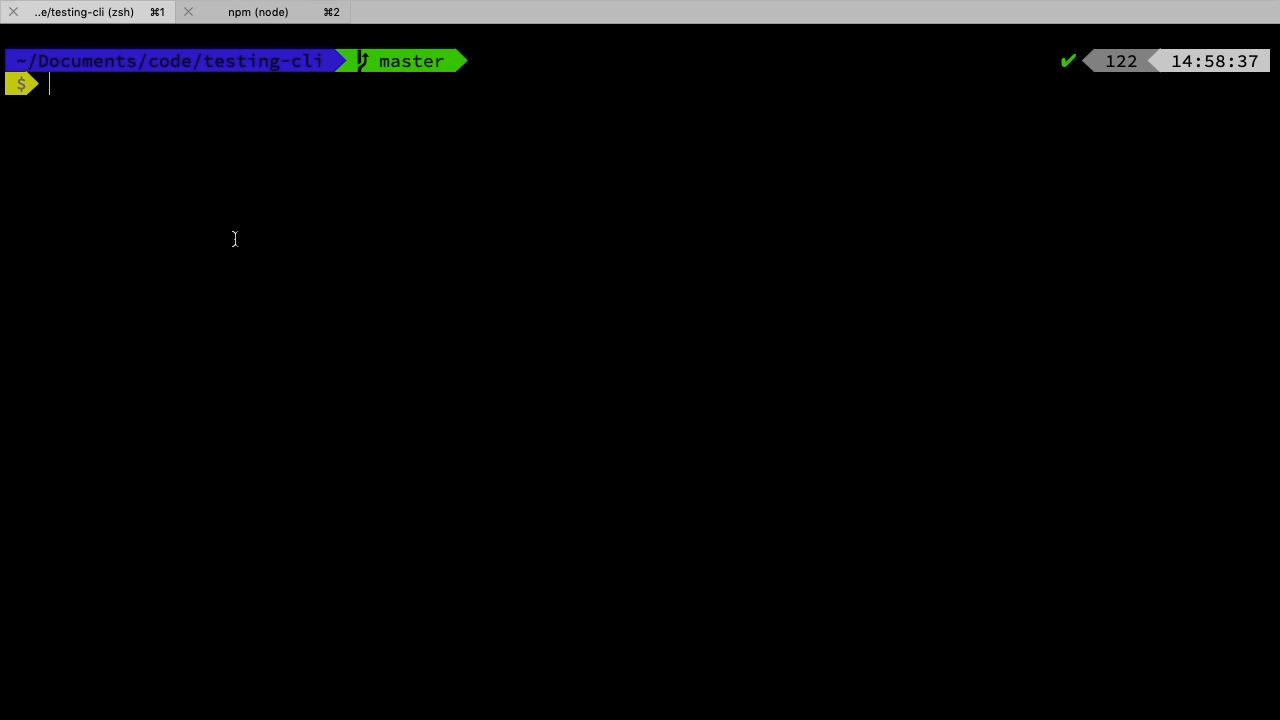 ..e/testing-cli (zsh) ⌘1 npm (node) ⌘2
~/Documents/code/testing-cli master ✔ 122 14:58:37
$